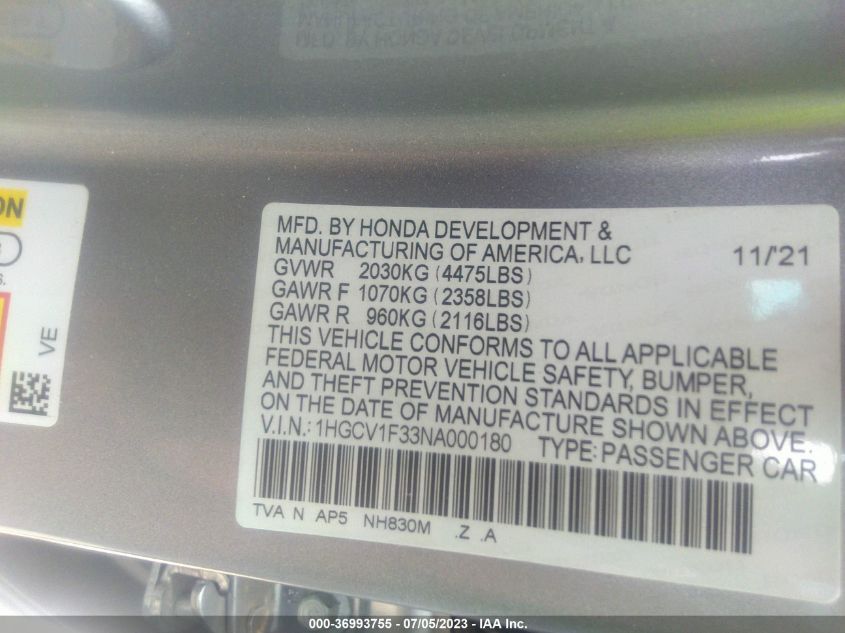 MFD. BY HONDA DEVELOPMENT &
MANUFACTURING OF AMERICA, LLC 11/'21
GVWR 2030KG (4475LBS)
GAWR F 1070KG (2358LBS)
GAWR R 960KG (2116LBS)
THIS VEHICLE CONFORMS TO ALL APPLICABLE
FEDERAL MOTOR VEHICLE SAFETY, BUMPER,
AND THEFT PREVENTION STANDARDS IN EFFECT
ON THE DATE OF MANUFACTURE SHOWN ABOVE.
V.I.N.: 1HGCV1F33NA000180 TYPE: PASSENGER CAR
TVA N AP5 NH830M .Z .A
ON
S.
VE
000-36993755 - 07/05/2023 - © IAA Inc.